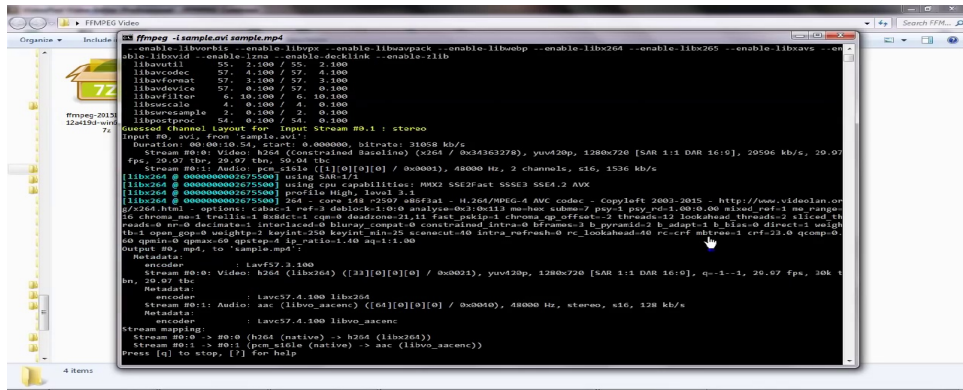 FFMPEG Video
Search FFM...
Organize
Include i
ffmpeg -i sample.avi sample.mp4
72
ffmpeg-2015
12a419d-win6
7z
--enable-libvorbis --enable-libvpx --enable-libwavpack --enable-libwebp --enable-libx264 --enable-libx265 --enable-libxavs --en
able-libxvid --enable-lzma --enable-decklink --enable-zlib
libavutil 55. 2.100 / 55. 2.100
libavcodec 57. 4.100 / 57. 4.100
libavformat 57. 3.100 / 57. 3.100
libavdevice 57. 0.100 / 57. 0.100
libavfilter 6. 10.100 / 6. 10.100
libswscale 4. 0.100 / 4. 0.100
libswresample 2. 0.100 / 2. 0.100
libpostproc 54. 0.100 / 54. 0.100
Guessed Channel Layout for Input Stream #0.1 : stereo
Input #0, avi, from 'sample.avi':
Duration: 00:00:10.54, start: 0.000000, bitrate: 31058 kb/s
Stream #0:0: Video: h264 (Constrained Baseline) (x264 / 0x34363278), yuv420p, 1280x720 [SAR 1:1 DAR 16:9], 29596 kb/s, 29.97
fps, 29.97 tbr, 29.97 tbn, 59.94 tbc
Stream #0:1: Audio: pcm_s16le ([1][0][0][0] / 0x0001), 48000 Hz, 2 channels, s16, 1536 kb/s
[libx264 @ 0000000002675500] using SAR=1/1
[libx264 @ 0000000002675500] using cpu capabilities: MMX2 SSE2Fast SSSE3 SSE4.2 AVX
[libx264 @ 0000000002675500] profile High, level 3.1
[libx264 @ 0000000002675500] 264 - core 148 r2597 e86f3a1 - H.264/MPEG-4 AVC codec - Copyleft 2003-2015 - http://www.videolan.or
g/x264.html - options: cabac=1 ref=3 deblock=1:0:0 analyse=0x3:0x113 me=hex subme=7 psy=1 psy_rd=1.00:0.00 mixed_ref=1 me_range=
16 chroma_me=1 trellis=1 8x8dct=1 cqm=0 deadzone=21,11 fast_pskip=1 chroma_qp_offset=-2 threads=12 lookahead_threads=2 sliced_th
reads=0 nr=0 decimate=1 interlaced=0 bluray_compat=0 constrained_intra=0 bframes=3 b_pyramid=2 b_adapt=1 b_bias=0 direct=1 weigh
tb=1 open_gop=0 weightp=2 keyint=250 keyint_min=25 scenecut=40 intra_refresh=0 rc_lookahead=40 rc=crf mbtree=1 crf=23.0 qcomp=0.
60 qpmin=0 qpmax=69 qpstep=4 ip_ratio=1.40 aq=1:1.00
Output #0, mp4, to 'sample.mp4':
Metadata:
encoder : Lavf57.3.100
Stream #0:0: Video: h264 (libx264) ([33][0][0][0] / 0x0021), yuv420p, 1280x720 [SAR 1:1 DAR 16:9], q=-1--1, 29.97 fps, 30k t
bn, 29.97 tbc
Metadata:
encoder : Lavc57.4.100 libx264
Stream #0:1: Audio: aac (libvo_aacenc) ([64][0][0][0] / 0x0040), 48000 Hz, stereo, s16, 128 kb/s
Metadata:
encoder : Lavc57.4.100 libvo_aacenc
Stream mapping:
Stream #0:0 -> #0:0 (h264 (native) -> h264 (libx264))
Stream #0:1 -> #0:1 (pcm_s16le (native) -> aac (libvo_aacenc))
Press [q] to stop, [?] for help
4 items